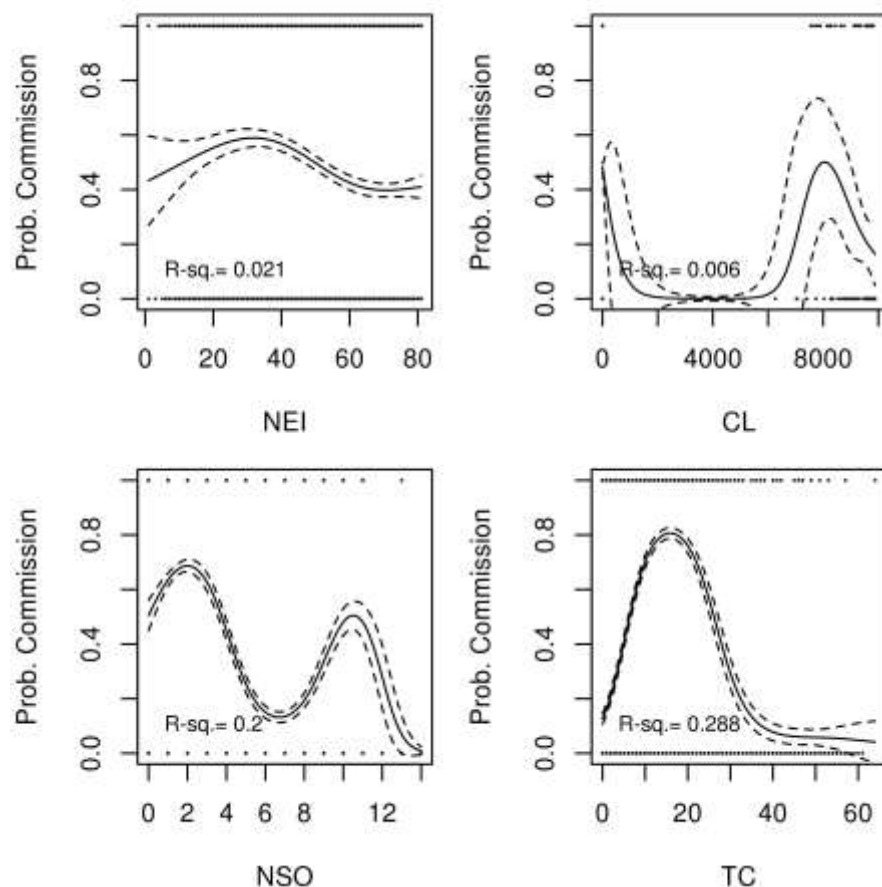 Prob. Commission
0.0 0.4 0.8
R-sq.= 0.021
0 20 40 60 80
NEI
Prob. Commission
0.0 0.4 0.8
R-sq.= 0.006
0 4000 8000
CL
Prob. Commission
0.0 0.4 0.8
R-sq.= 0.2
0 2 4 6 8 12
NSO
Prob. Commission
0.0 0.4 0.8
R-sq.= 0.288
0 20 40 60
TC